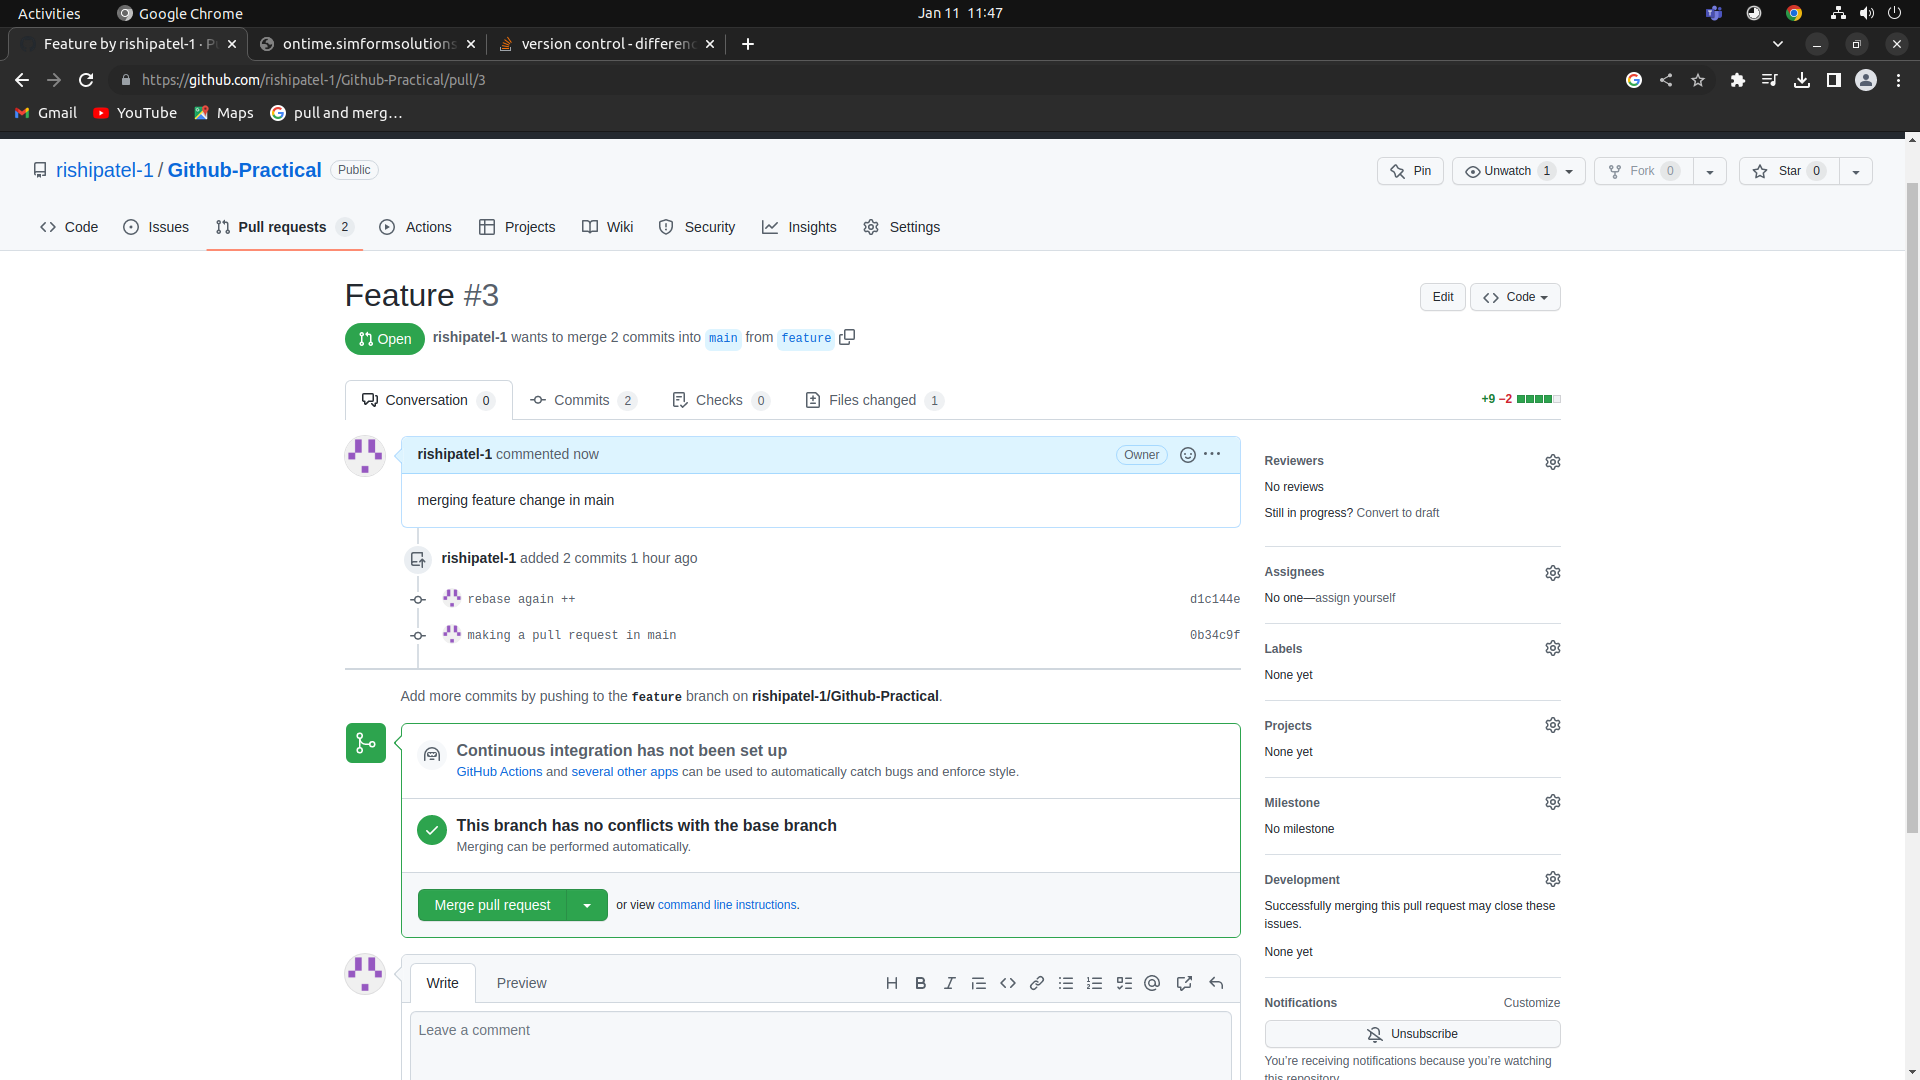 Activities Google Chrome Jan 11 11:47
Feature by rishipatel-1 · P ontime.simformsolutions version control - differenc
https://github.com/rishipatel-1/Github-Practical/pull/3
Gmail YouTube Maps pull and merg…
rishipatel-1 / Github-Practical Public Pin Unwatch 1 Fork 0 Star 0
Code Issues Pull requests 2 Actions Projects Wiki Security Insights Settings
Feature #3 Edit Code
Open rishipatel-1 wants to merge 2 commits into main from feature
Conversation 0 Commits 2 Checks 0 Files changed 1 +9 −2
rishipatel-1 commented now Owner
merging feature change in main
rishipatel-1 added 2 commits 1 hour ago
rebase again ++ d1c144e
making a pull request in main 0b34c9f
Add more commits by pushing to the feature branch on rishipatel-1/Github-Practical.
Continuous integration has not been set up
GitHub Actions and several other apps can be used to automatically catch bugs and enforce style.
This branch has no conflicts with the base branch
Merging can be performed automatically.
Merge pull request or view command line instructions.
Write Preview
Leave a comment
Reviewers
No reviews
Still in progress? Convert to draft
Assignees
No one—assign yourself
Labels
None yet
Projects
None yet
Milestone
No milestone
Development
Successfully merging this pull request may close these
issues.
None yet
Notifications Customize
Unsubscribe
You're receiving notifications because you're watching
this repository.